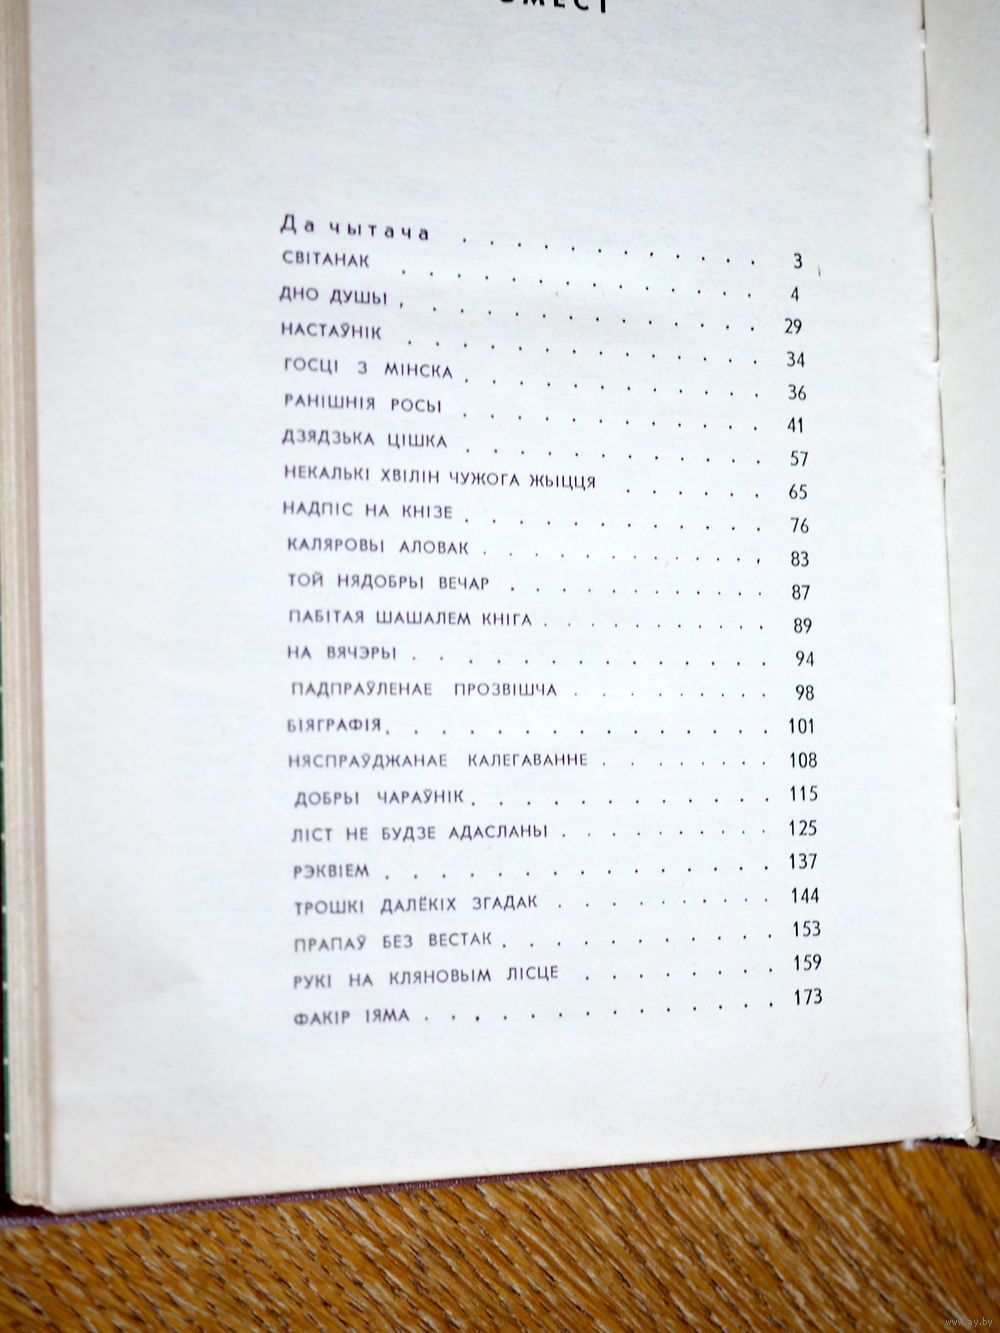 ЗМЕСТ
Да чытача . . . . . . . . . . . . 3
СВІТАНАК . . . . . . . . . . . . . . 4
ДНО ДУШЫ . . . . . . . . . . . . . . 29
НАСТАЎНІК . . . . . . . . . . . . . . 34
ГОСЦІ З МІНСКА . . . . . . . . . . . . 36
РАНІШНІЯ РОСЫ . . . . . . . . . . . . 41
ДЗЯДЗЬКА ЦІШКА . . . . . . . . . . . . 57
НЕКАЛЬКІ ХВІЛІН ЧУЖОГА ЖЫЦЦЯ . . . . . . 65
НАДПІС НА КНІЗЕ . . . . . . . . . . . . 76
КАЛЯРОВЫ АЛОВАК . . . . . . . . . . . 83
ТОЙ НЯДОБРЫ ВЕЧАР . . . . . . . . . . 87
ПАБІТАЯ ШАШАЛЕМ КНІГА . . . . . . . . . 89
НА ВЯЧЭРЫ . . . . . . . . . . . . . . 94
ПАДПРАЎЛЕНАЕ ПРОЗВІШЧА . . . . . . . . 98
БІЯГРАФІЯ . . . . . . . . . . . . . . . 101
НЯСПРАЎДЖАНАЕ КАЛЕГАВАННЕ . . . . . . . 108
ДОБРЫ ЧАРАЎНІК . . . . . . . . . . . . 115
ЛІСТ НЕ БУДЗЕ АДАСЛАНЫ . . . . . . . . . 125
РЭКВІЕМ . . . . . . . . . . . . . . . 137
ТРОШКІ ДАЛЁКІХ ЗГАДАК . . . . . . . . . 144
ПРАПАЎ БЕЗ ВЕСТАК . . . . . . . . . . . 153
РУКІ НА КЛЯНОВЫМ ЛІСЦЕ . . . . . . . . 159
ФАКІР ІЯМА . . . . . . . . . . . . . . 173
www.ay.by